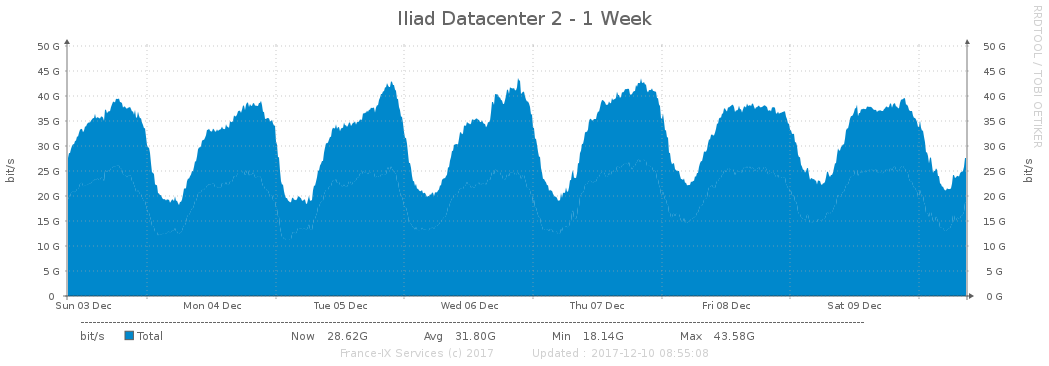 Iliad Datacenter 2 - 1 Week
RRDTOOL / TOBI OETIKER
50 G 50 G
45 G 45 G
40 G 40 G
35 G 35 G
30 G 30 G
25 G 25 G
20 G 20 G
15 G 15 G
10 G 10 G
5 G 5 G
0 0 G
bit/s
bit/s
Sun 03 Dec Mon 04 Dec Tue 05 Dec Wed 06 Dec Thu 07 Dec Fri 08 Dec Sat 09 Dec
bit/s Total Now 28.62G Avg 31.80G Min 18.14G Max 43.58G
France-IX Services (c) 2017 Updated : 2017-12-10 08:55:08